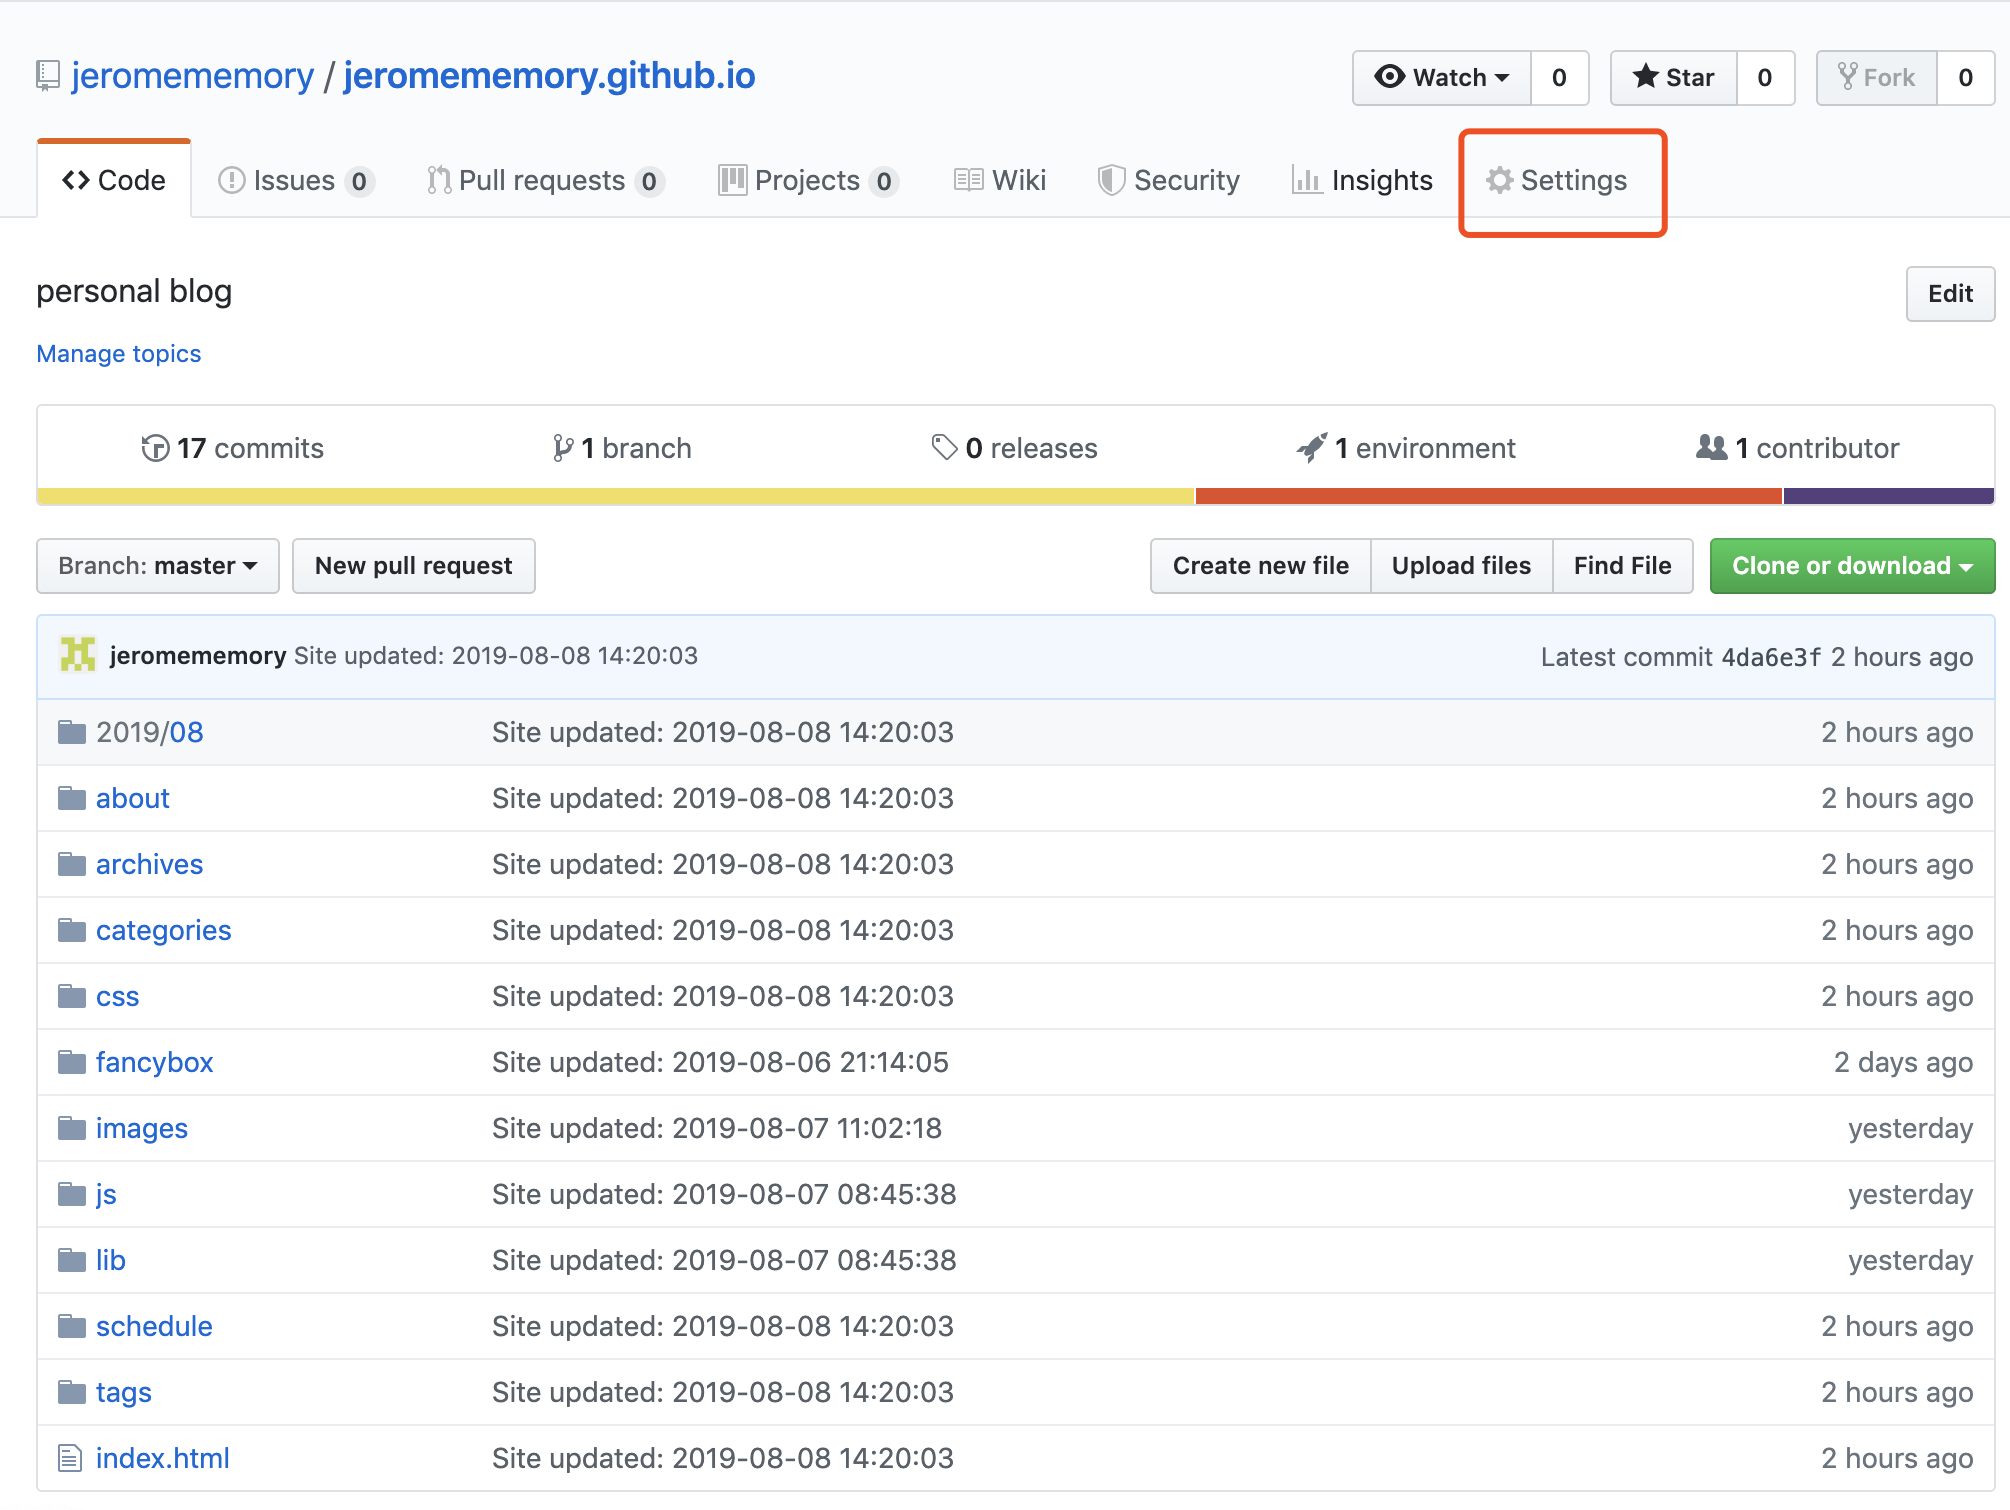 jeromememory / jeromememory.github.io
Watch 0 Star 0 Fork 0
Code Issues 0 Pull requests 0 Projects 0 Wiki Security Insights Settings
personal blog
Edit
Manage topics
17 commits 1 branch 0 releases 1 environment 1 contributor
Branch: master New pull request Create new file Upload files Find File Clone or download
jeromememory Site updated: 2019-08-08 14:20:03 Latest commit 4da6e3f 2 hours ago
2019/08 Site updated: 2019-08-08 14:20:03 2 hours ago
about Site updated: 2019-08-08 14:20:03 2 hours ago
archives Site updated: 2019-08-08 14:20:03 2 hours ago
categories Site updated: 2019-08-08 14:20:03 2 hours ago
css Site updated: 2019-08-08 14:20:03 2 hours ago
fancybox Site updated: 2019-08-06 21:14:05 2 days ago
images Site updated: 2019-08-07 11:02:18 yesterday
js Site updated: 2019-08-07 08:45:38 yesterday
lib Site updated: 2019-08-07 08:45:38 yesterday
schedule Site updated: 2019-08-08 14:20:03 2 hours ago
tags Site updated: 2019-08-08 14:20:03 2 hours ago
index.html Site updated: 2019-08-08 14:20:03 2 hours ago